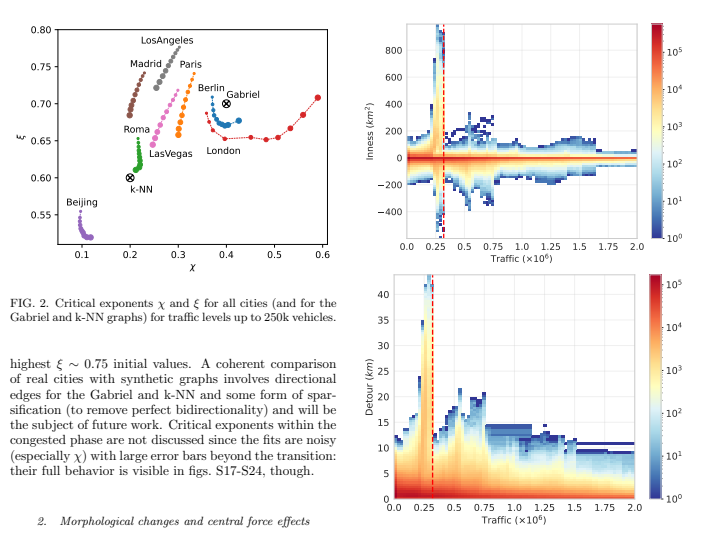 0.80
0.75
0.70
0.65
0.60
0.55
ξ
LosAngeles
Madrid
Paris
Berlin
Gabriel
Roma
LasVegas
London
k-NN
Beijing
0.1 0.2 0.3 0.4 0.5 0.6
χ
FIG. 2. Critical exponents χ and ξ for all cities (and for the
Gabriel and k-NN graphs) for traffic levels up to 250k vehicles.
highest ξ ∼ 0.75 initial values. A coherent comparison
of real cities with synthetic graphs involves directional
edges for the Gabriel and k-NN and some form of spar-
sification (to remove perfect bidirectionality) and will be
the subject of future work. Critical exponents within the
congested phase are not discussed since the fits are noisy
(especially χ) with large error bars beyond the transition:
their full behavior is visible in figs. S17-S24, though.
2. Morphological changes and central force effects
Inness (km²)
800
600
400
200
0
−200
−400
0.0 0.25 0.5 0.75 1.0 1.25 1.5 1.75 2.0
Traffic (×10⁶)
10⁵
10⁴
10³
10²
10¹
10⁰
Detour (km)
40
35
30
25
20
15
10
5
0
0.0 0.25 0.5 0.75 1.0 1.25 1.5 1.75 2.0
Traffic (×10⁶)
10⁵
10⁴
10³
10²
10¹
10⁰